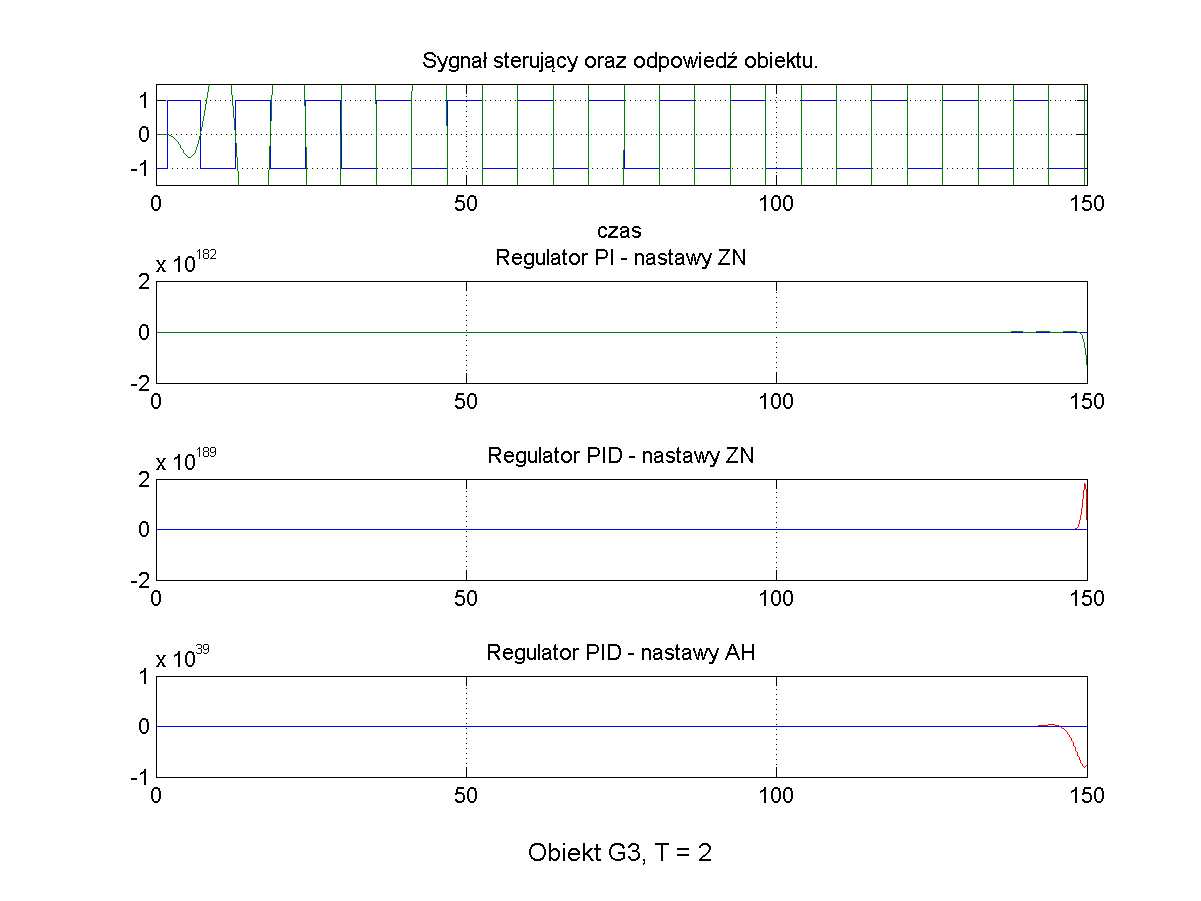 Sygnał sterujący oraz odpowiedź obiektu.
1
0
-1
0 50 100 150
czas
Regulator PI - nastawy ZN
x 10^182
2
0
-2
0 50 100 150
Regulator PID - nastawy ZN
x 10^189
2
0
-2
0 50 100 150
Regulator PID - nastawy AH
x 10^39
1
0
-1
0 50 100 150
Obiekt G3, T = 2